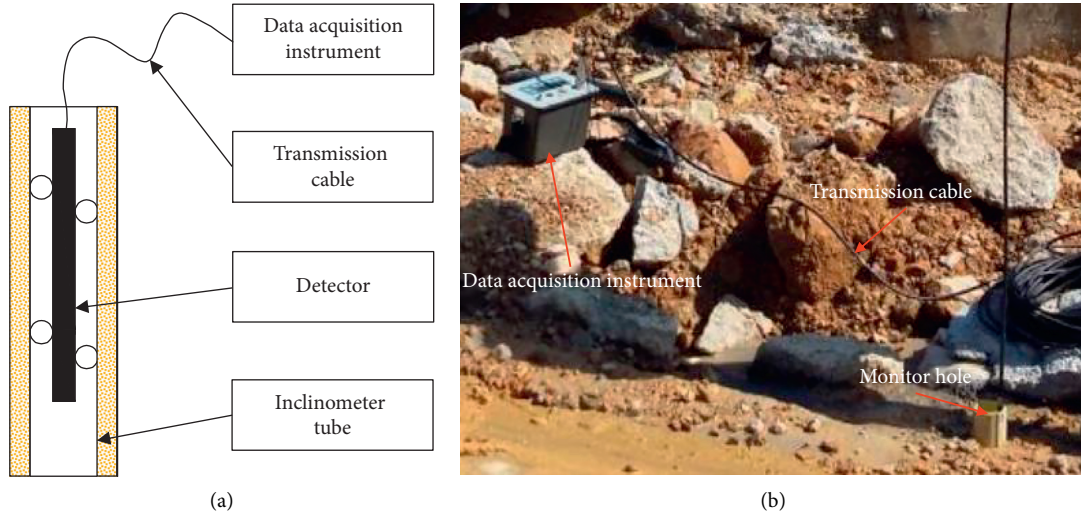 Data acquisition
instrument
Transmission
cable
Detector
Inclinometer
tube
(a)
Transmission cable
Data acquisition instrument
Monitor hole
(b)